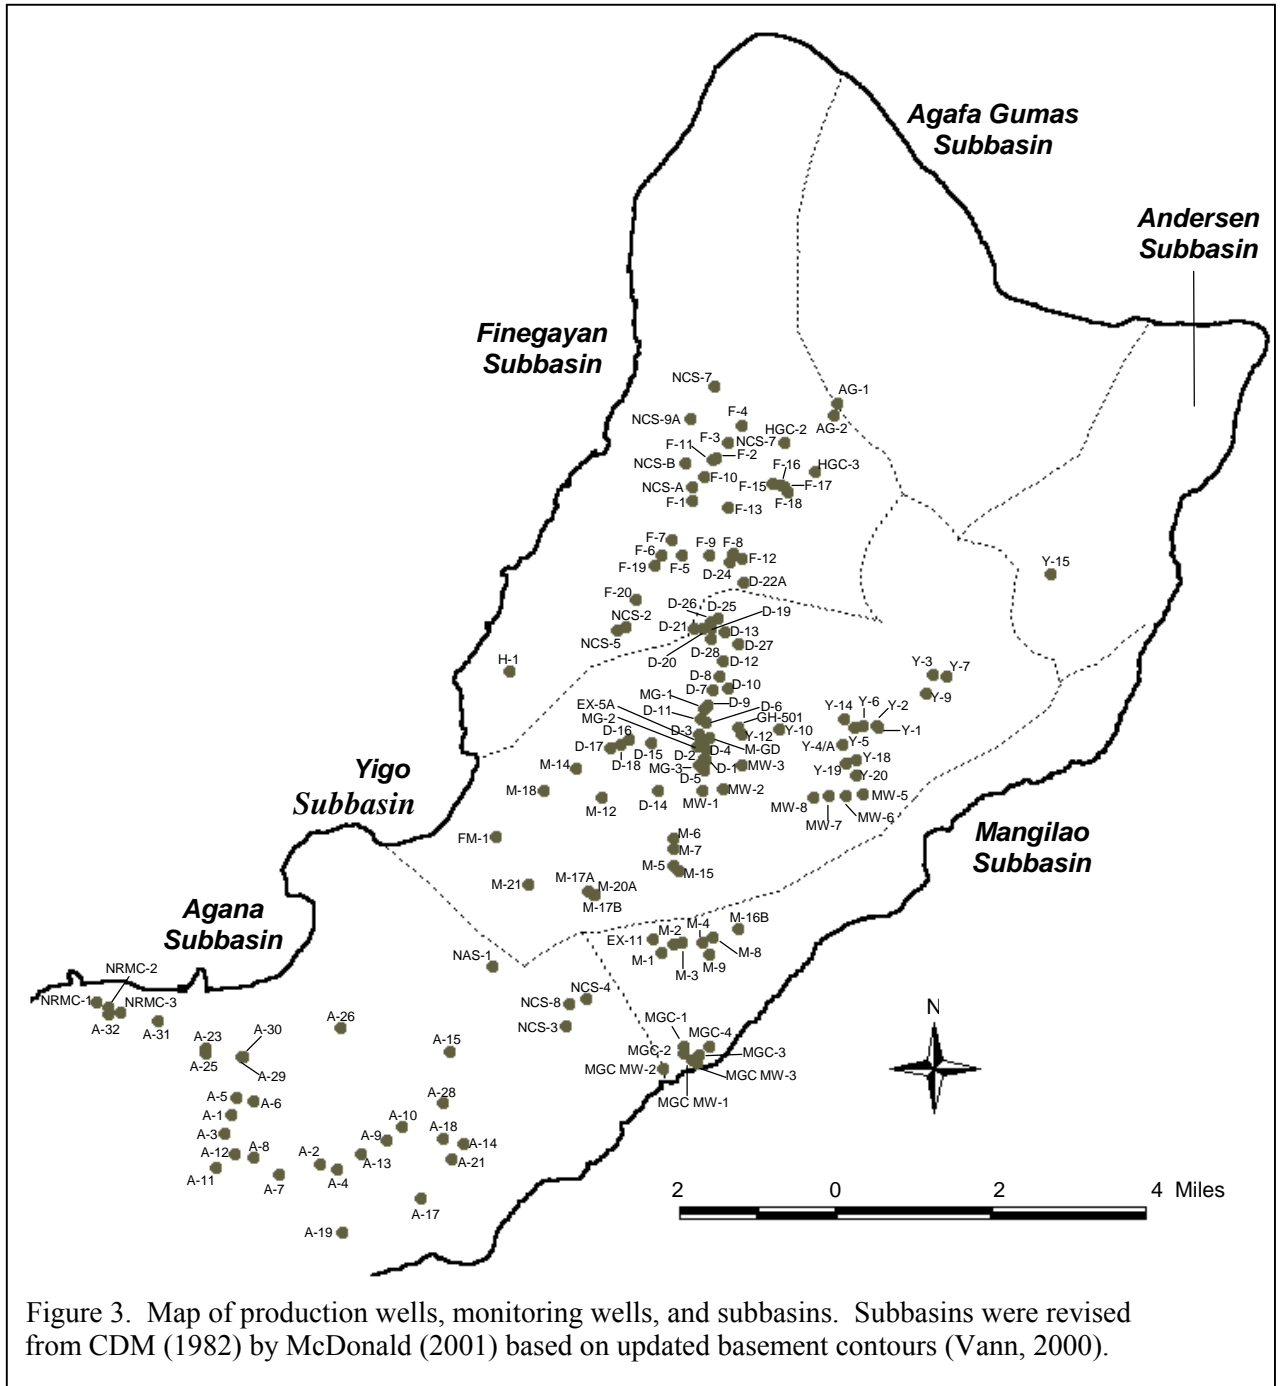 Agafa Gumas
Subbasin
Andersen
Subbasin
Finegayan
Subbasin
NCS-7
AG-1
NCS-9A
F-4
AG-2
HGC-2
F-3
NCS-7
F-11
F-2
NCS-B
F-16
HGC-3
F-10
NCS-A
F-15
F-17
F-1
F-18
F-13
F-7
F-9
F-8
F-6
F-12
Y-15
F-19
F-5
D-24
D-22A
F-20
D-26
D-25
D-19
NCS-2
D-21
D-13
NCS-5
D-27
D-28
D-20
D-12
H-1
Y-3
Y-7
D-8
D-7
D-10
MG-1
Y-9
D-9
EX-5A
D-11
D-6
Y-14
Y-6
Y-2
MG-2
GH-501
D-16
D-3
Y-12
Y-10
Y-1
D-17
D-15
D-2
D-4
M-GD
Y-4/A
Y-5
D-18
MG-3
D-1
MW-3
Y-18
M-14
D-5
Y-19
Y-20
Yigo
Subbasin
M-18
M-12
D-14
MW-1
MW-2
MW-8
MW-5
MW-7
MW-6
FM-1
M-6
M-7
Mangilao
Subbasin
M-5
M-15
M-21
M-17A
M-20A
M-17B
Agana
Subbasin
M-16B
M-2
M-4
EX-11
M-8
M-1
M-3
M-9
NAS-1
NRMC-2
NRMC-1
NRMC-3
NCS-4
NCS-8
A-32
A-31
A-26
NCS-3
N
A-23
A-30
A-15
MGC-1
MGC-4
A-25
MGC-2
MGC-3
A-29
MGC MW-2
MGC MW-3
A-5
A-6
A-28
MGC MW-1
A-1
A-10
A-3
A-9
A-18
A-14
A-12
A-8
A-2
A-13
A-21
A-11
A-7
A-4
A-17
A-19
2 0 2 4 Miles
Figure 3. Map of production wells, monitoring wells, and subbasins. Subbasins were revised
from CDM (1982) by McDonald (2001) based on updated basement contours (Vann, 2000).